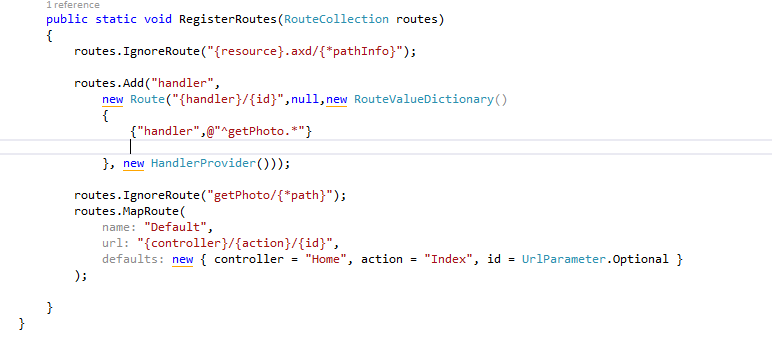 1 reference
public static void RegisterRoutes(RouteCollection routes)
{
routes.IgnoreRoute("{resource}.axd/{*pathInfo}");
routes.Add("handler",
new Route("{handler}/{id}",null,new RouteValueDictionary()
{
{"handler",@"^getPhoto.*"}
}, new HandlerProvider()));
routes.IgnoreRoute("getPhoto/{*path}");
routes.MapRoute(
name: "Default",
url: "{controller}/{action}/{id}",
defaults: new { controller = "Home", action = "Index", id = UrlParameter.Optional }
);
}
}